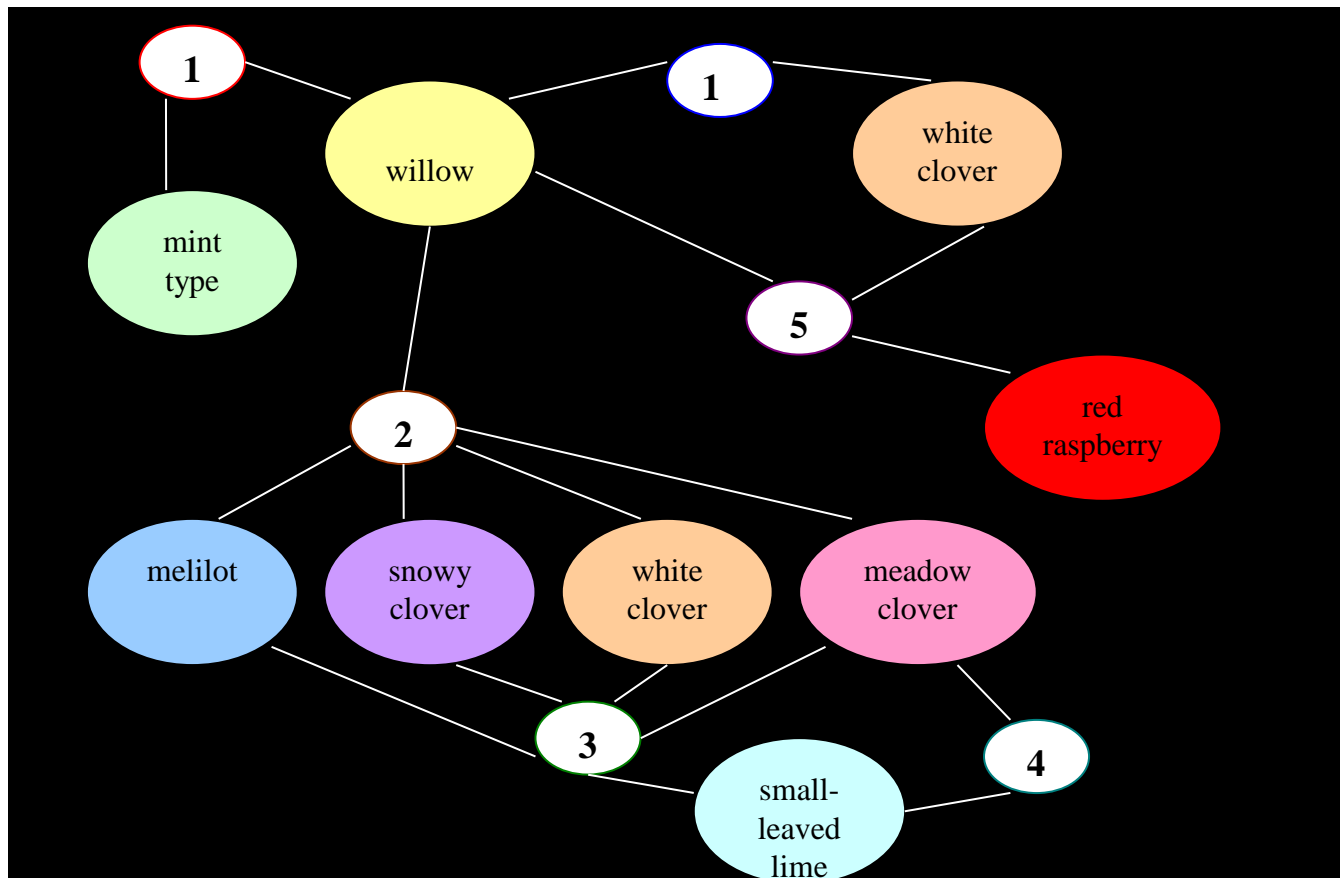 1
1
willow
white
clover
mint
type
5
red
raspberry
2
melilot
snowy
clover
white
clover
meadow
clover
3
4
small-
leaved
lime